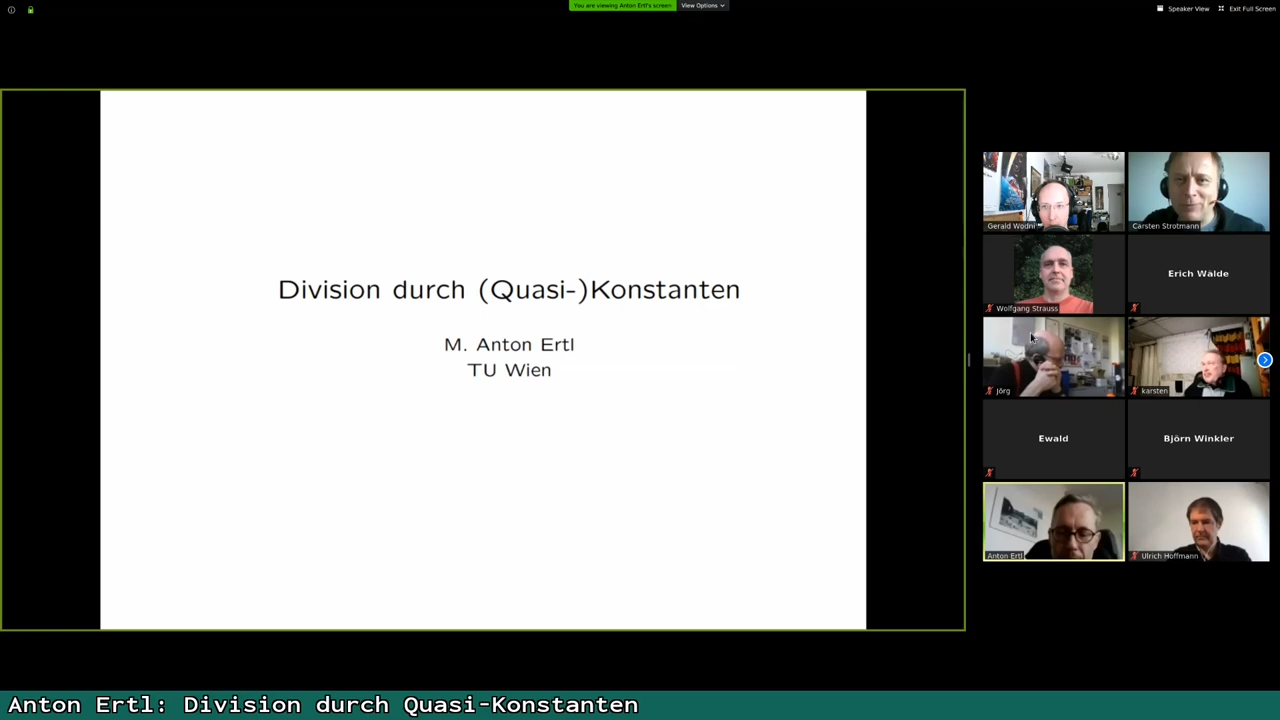 You are viewing Anton Ertl's screen
View Options
Speaker View
Exit Full Screen
Division durch (Quasi-)Konstanten
M. Anton Ertl
TU Wien
Gerald Wodni
Carsten Strotmann
Wolfgang Strauss
Erich Wälde
Jörg
karsten
Ewald
Björn Winkler
Anton Ertl
Ulrich Hoffmann
Anton Ertl: Division durch Quasi-Konstanten